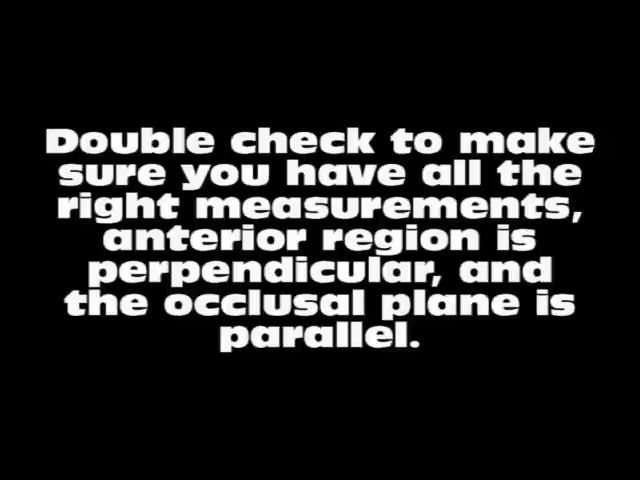 Double check to make
sure you have all the
right measurements,
anterior region is
perpendicular, and
the occlusal plane is
parallel.